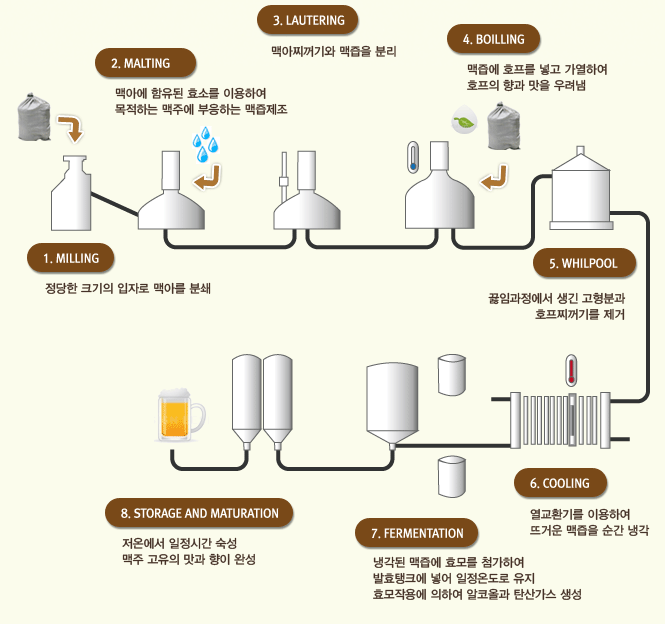 1. MILLING
정당한 크기의 입자로 맥아를 분쇄
2. MALTING
맥아에 함유된 효소를 이용하여
목적하는 맥주에 부응하는 맥즙제조
3. LAUTERING
맥아찌꺼기와 맥즙을 분리
4. BOILLING
맥즙에 호프를 넣고 가열하여
호프의 향과 맛을 우려냄
5. WHILPOOL
끓임과정에서 생긴 고형분과
호프찌꺼기를 제거
6. COOLING
열교환기를 이용하여
뜨거운 맥즙을 순간 냉각
7. FERMENTATION
냉각된 맥즙에 효모를 첨가하여
발효탱크에 넣어 일정온도로 유지
효모작용에 의하여 알코올과 탄산가스 생성
8. STORAGE AND MATURATION
저온에서 일정시간 숙성
맥주 고유의 맛과 향이 완성